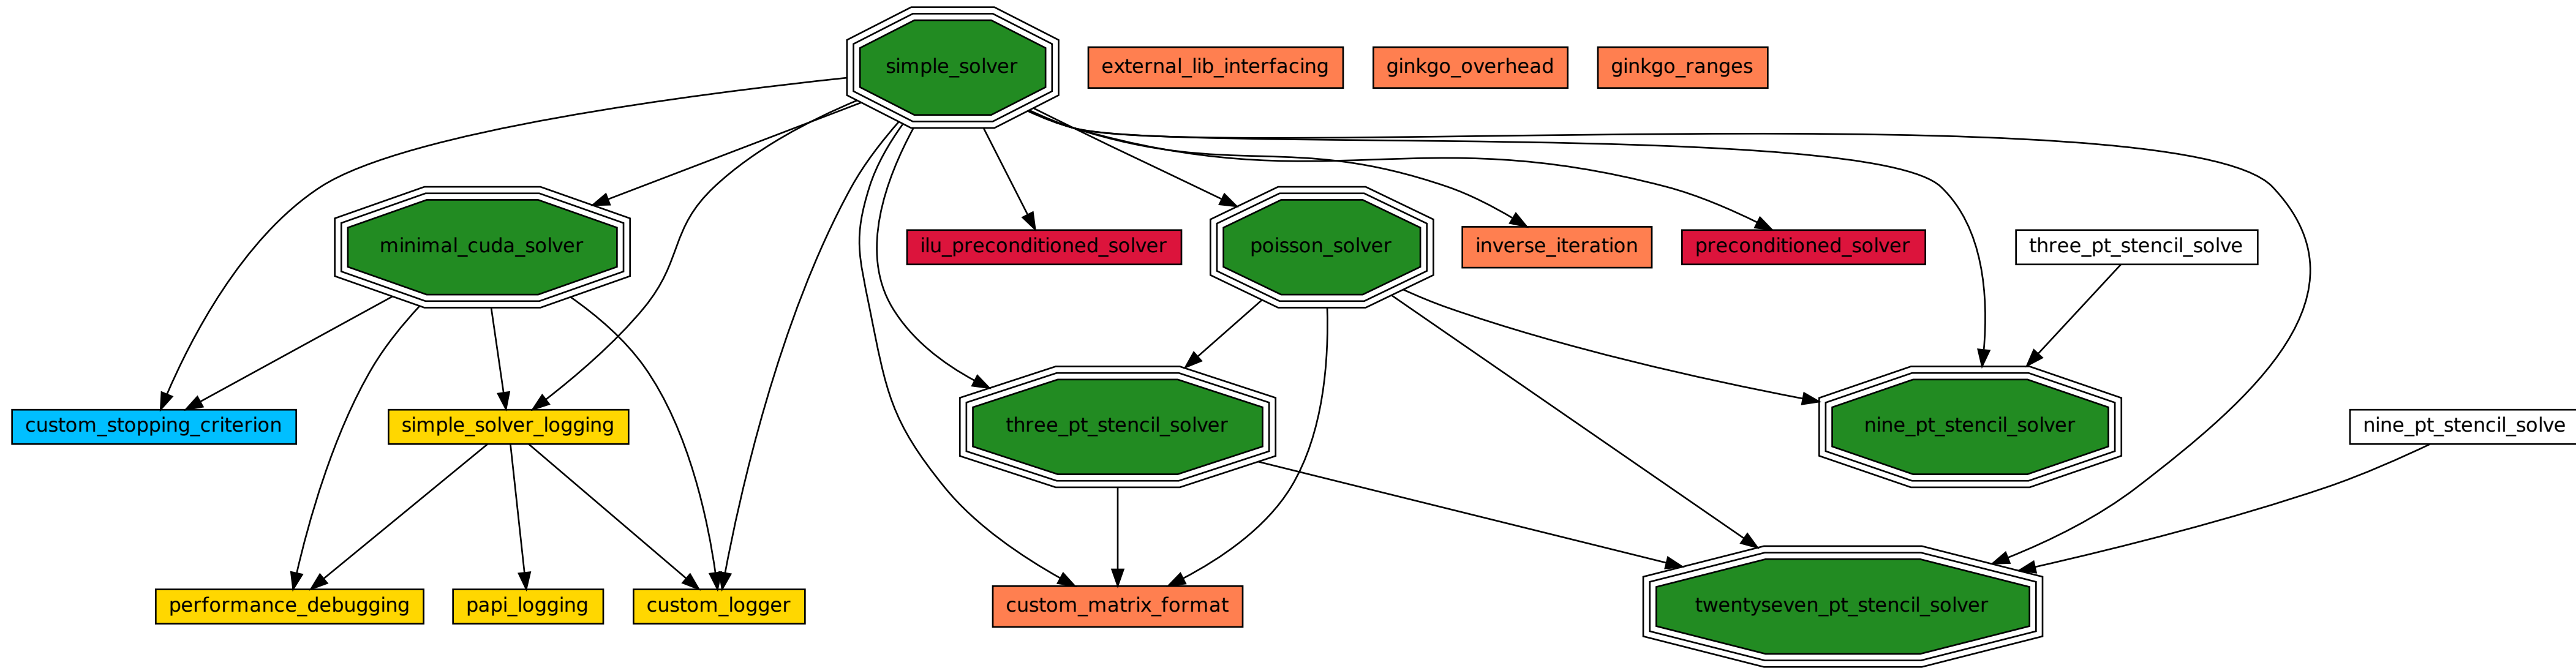 simple_solver
external_lib_interfacing
ginkgo_overhead
ginkgo_ranges
minimal_cuda_solver
ilu_preconditioned_solver
poisson_solver
inverse_iteration
preconditioned_solver
three_pt_stencil_solve
custom_stopping_criterion
simple_solver_logging
three_pt_stencil_solver
nine_pt_stencil_solver
nine_pt_stencil_solve
performance_debugging
papi_logging
custom_logger
custom_matrix_format
twentyseven_pt_stencil_solver